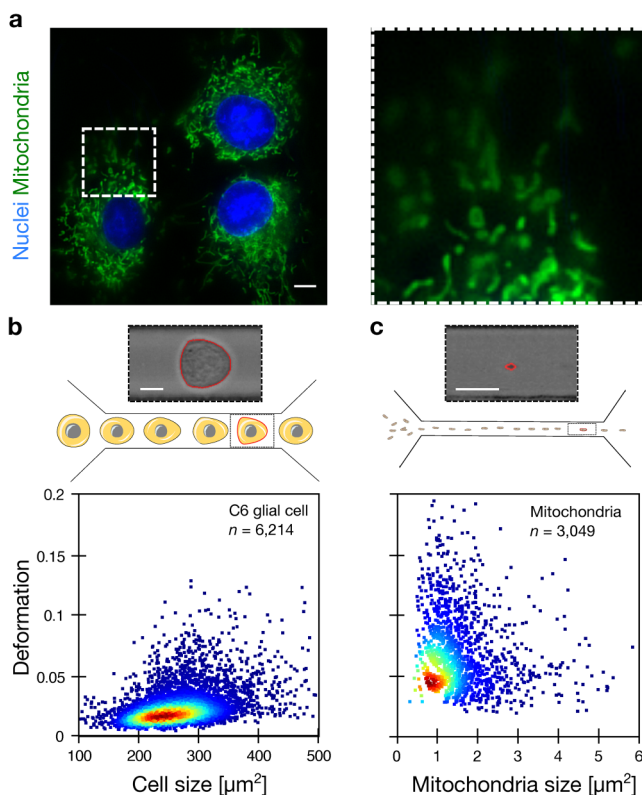 a
Nuclei Mitochondria
b
c
C6 glial cell
n = 6,214
Mitochondria
n = 3,049
Deformation
0.2
0.15
0.1
0.05
0
100
200
300
400
500
0
1
2
3
4
5
6
Cell size [µm²]
Mitochondria size [µm²]